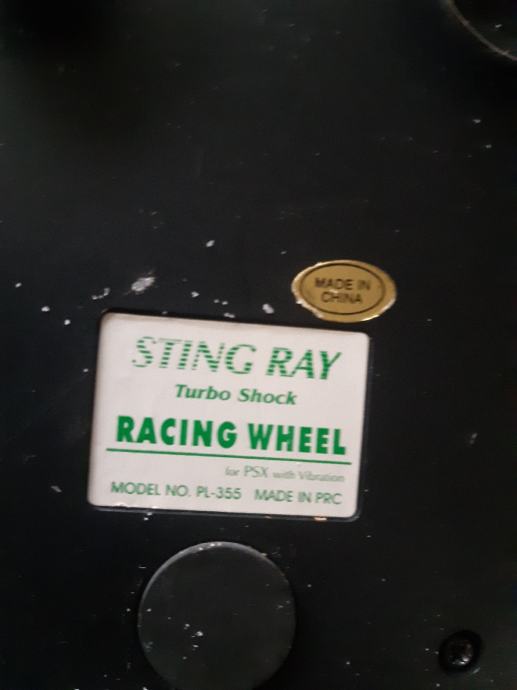 MADE IN
CHINA
STING RAY
Turbo Shock
RACING WHEEL
for PSX with Vibration
MODEL NO. PL-355 MADE IN PRC